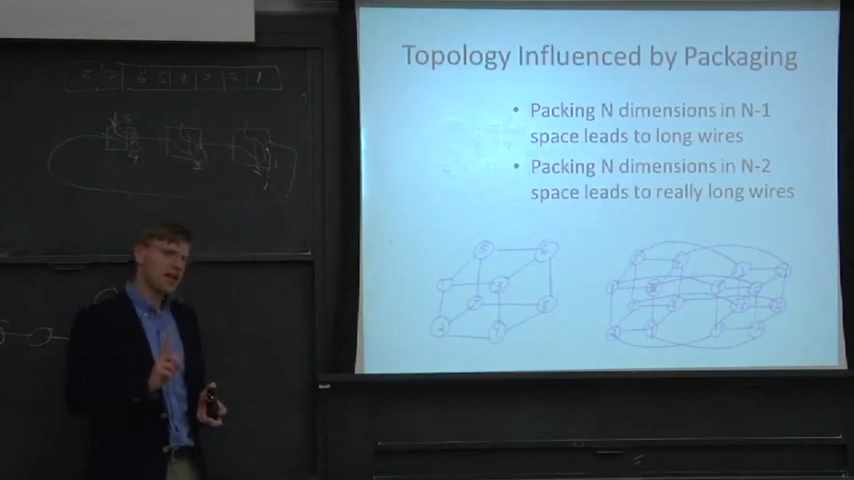 Topology Influenced by Packaging
• Packing N dimensions in N-1
space leads to long wires
• Packing N dimensions in N-2
space leads to really long wires